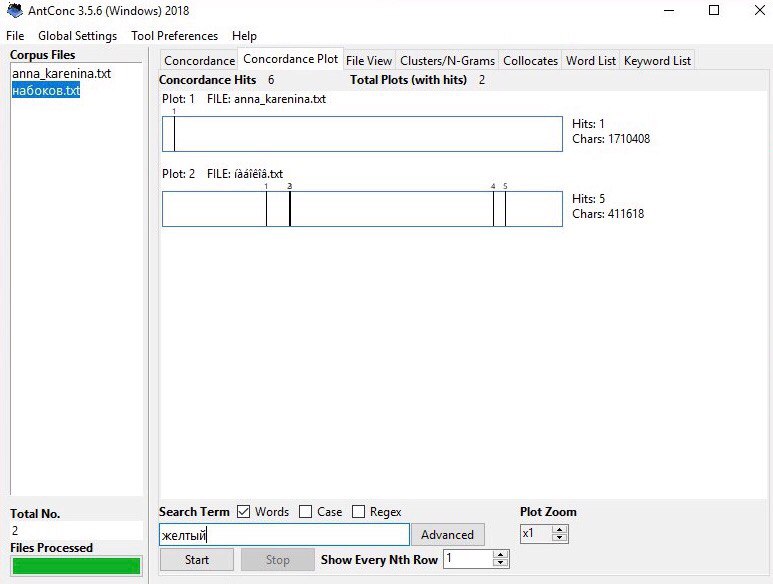 AntConc 3.5.6 (Windows) 2018
File Global Settings Tool Preferences Help
Corpus Files
anna_karenina.txt
набоков.txt
Total No.
2
Files Processed
Concordance Concordance Plot File View Clusters/N-Grams Collocates Word List Keyword List
Concordance Hits 6 Total Plots (with hits) 2
Plot: 1 FILE: anna_karenina.txt
1
Hits: 1
Chars: 1710408
Plot: 2 FILE: íàáîêîâ.txt
1 3 4 5
Hits: 5
Chars: 411618
Search Term Words Case Regex Plot Zoom
желтый Advanced x1
Start Stop Show Every Nth Row 1